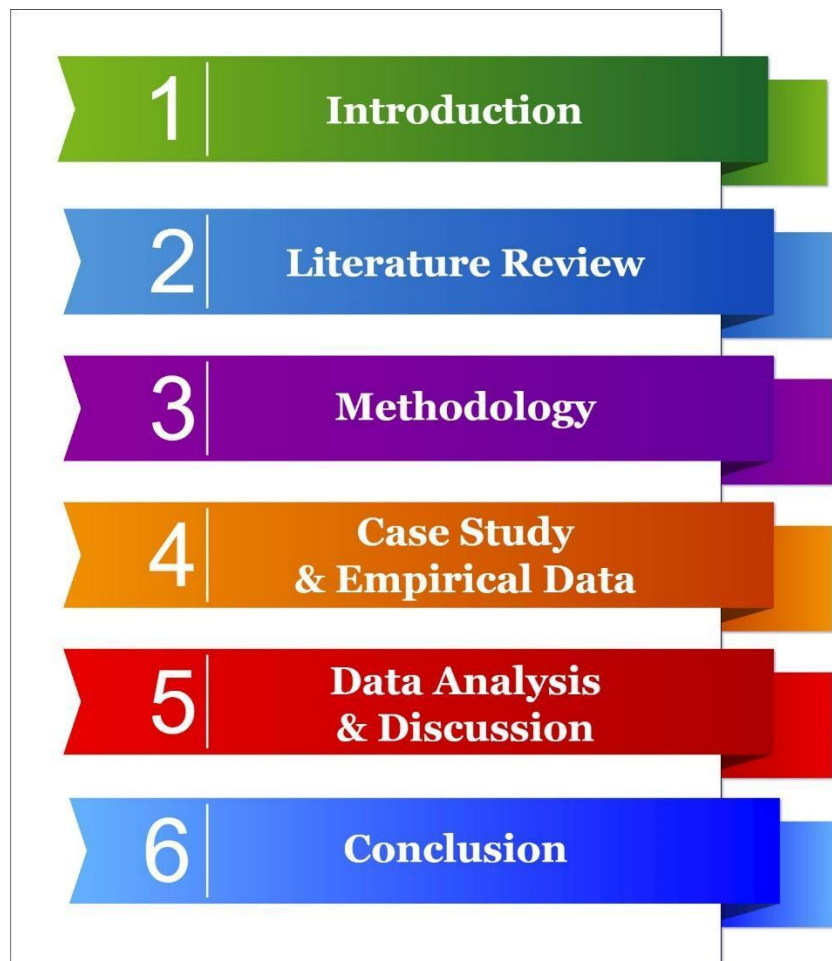 1 Introduction
2 Literature Review
3 Methodology
4 Case Study
& Empirical Data
5 Data Analysis
& Discussion
6 Conclusion